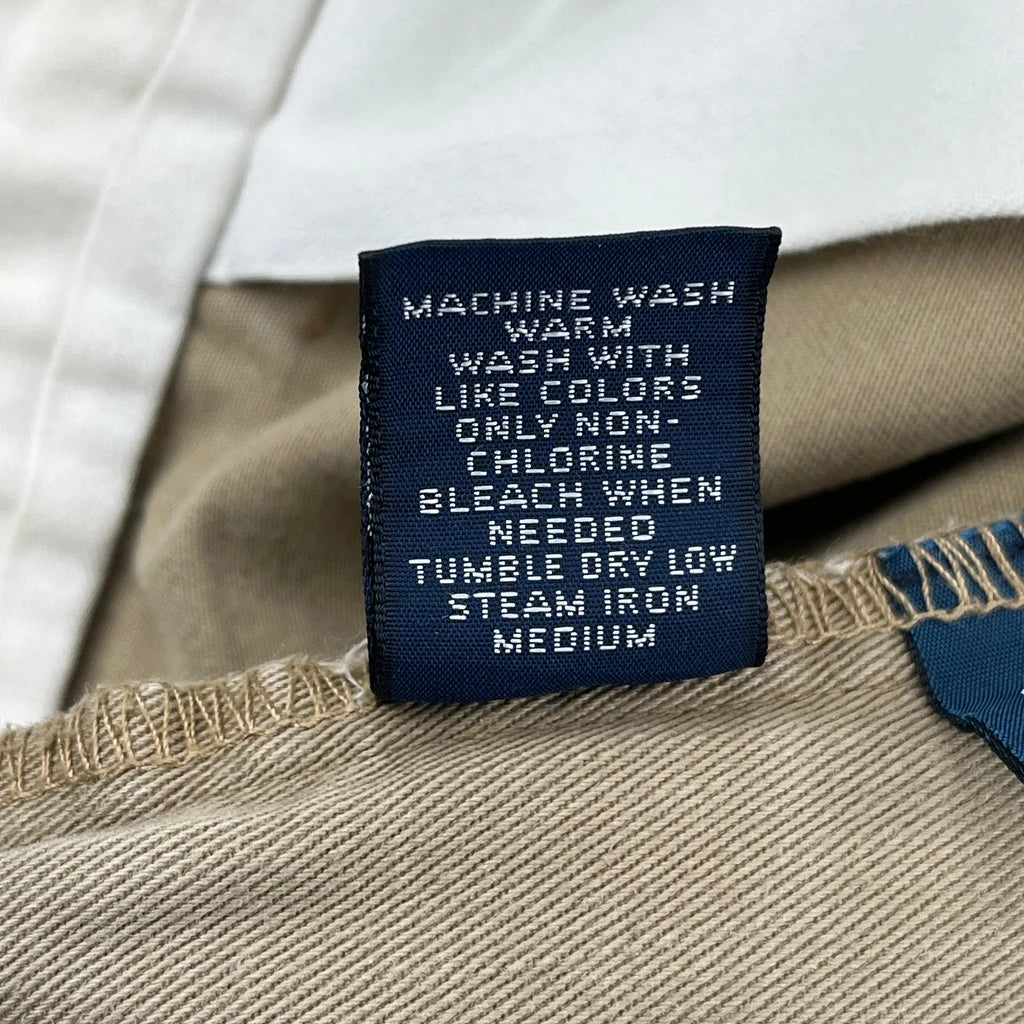 MACHINE WASH
WARM
WASH WITH
LIKE COLORS
ONLY NON-
CHLORINE
BLEACH WHEN
NEEDED
TUMBLE DRY LOW
STEAM IRON
MEDIUM